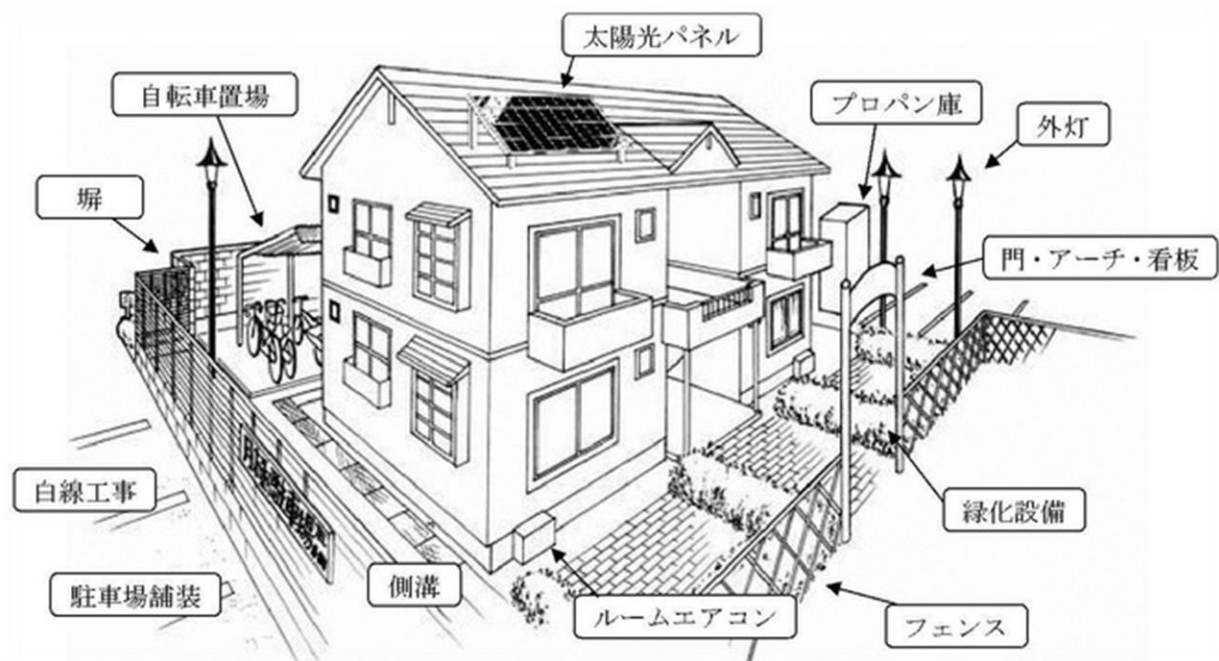 太陽光パネル
自転車置場
プロパン庫
外灯
塀
門・アーチ・看板
白線工事
緑化設備
駐車場舗装
側溝
ルームエアコン
フェンス